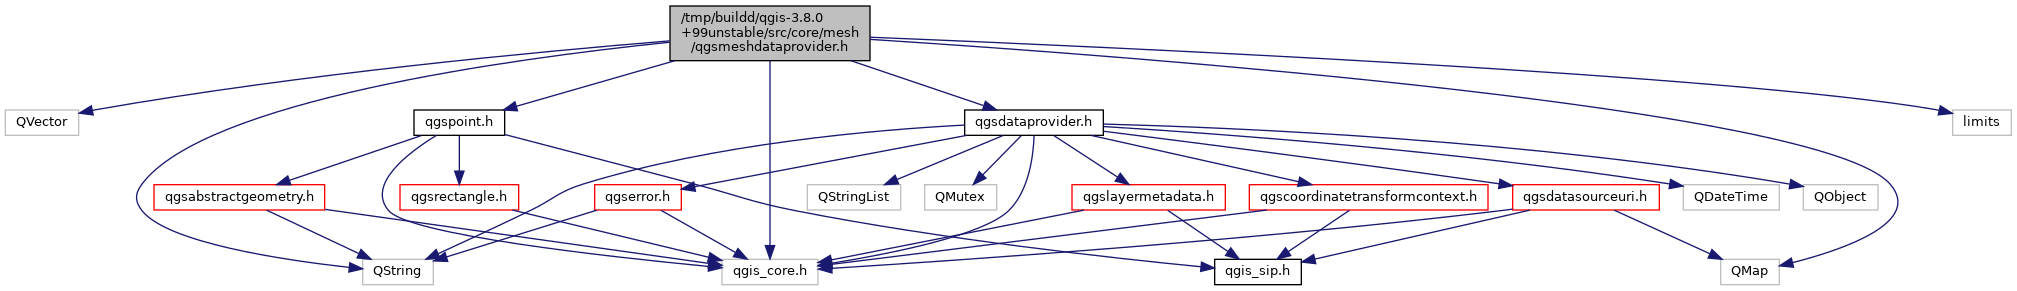 /tmp/buildd/qgis-3.8.0
+99unstable/src/core/mesh
/qgsmeshdataprovider.h
QVector
qgspoint.h
qgsdataprovider.h
limits
qgsabstractgeometry.h
qgsrectangle.h
qgserror.h
QStringList
QMutex
qgslayermetadata.h
qgscoordinatetransformcontext.h
qgsdatasourceuri.h
QDateTime
QObject
QString
qgis_core.h
qgis_sip.h
QMap